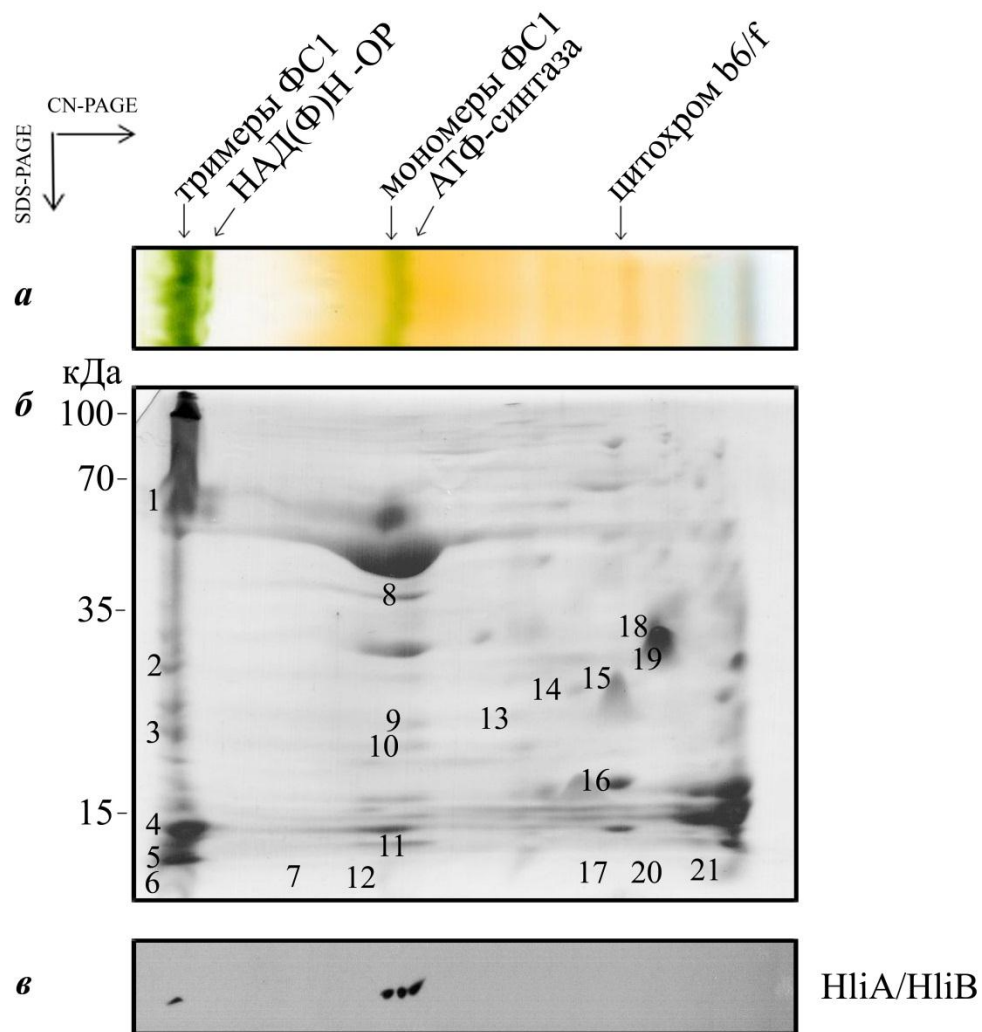 CN-PAGE
SDS-PAGE
тримеры ФС1
НАД(Ф)Н -ОР
мономеры ФС1
АТФ-синтаза
цитохром b6/f
а
кДа
б
100-
70-
1
8
35-
18
2
19
15
14
9
13
3
10
16
15-
4
11
5
6
7
12
17
20
21
в
HliA/HliB